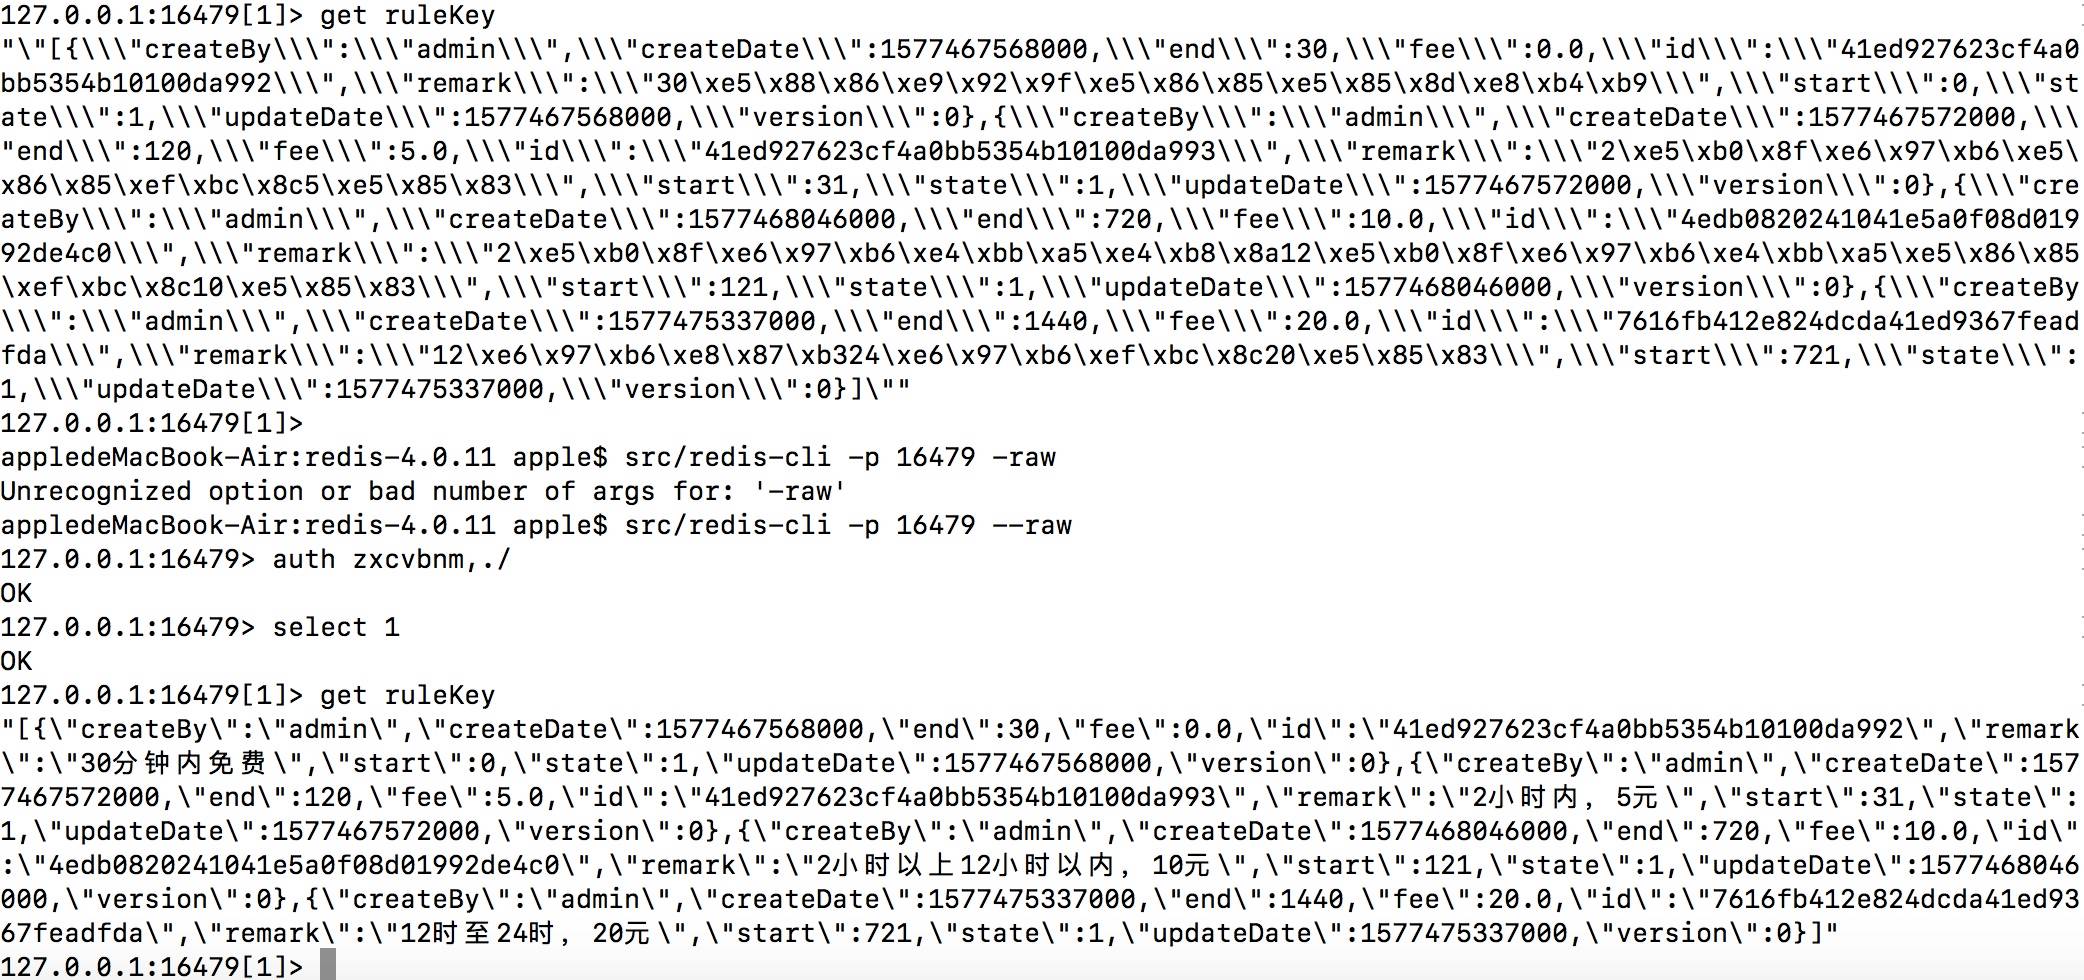 127.0.0.1:16479[1]> get ruleKey
"\"[{\\\"createBy\\\":\\\"admin\\\",\\\"createDate\\\":1577467568000,\\\"end\\\":30,\\\"fee\\\":0.0,\\\"id\\\":\\\"41ed927623cf4a0
bb5354b10100da992\\\",\\\"remark\\\":\\\"30\xe5\x88\x86\xe9\x92\x9f\xe5\x86\x85\xe5\x85\x8d\xe8\xb4\xb9\\\",\\\"start\\\":0,\\\"st
ate\\\":1,\\\"updateDate\\\":1577467568000,\\\"version\\\":0},{\\\"createBy\\\":\\\"admin\\\",\\\"createDate\\\":1577467572000,\\\
"end\\\":120,\\\"fee\\\":5.0,\\\"id\\\":\\\"41ed927623cf4a0bb5354b10100da993\\\",\\\"remark\\\":\\\"2\xe5\xb0\x8f\xe6\x97\xb6\xe5\
x86\x85\xef\xbc\x8c5\xe5\x85\x83\\\",\\\"start\\\":31,\\\"state\\\":1,\\\"updateDate\\\":1577467572000,\\\"version\\\":0},{\\\"cre
ateBy\\\":\\\"admin\\\",\\\"createDate\\\":1577468046000,\\\"end\\\":720,\\\"fee\\\":10.0,\\\"id\\\":\\\"4edb0820241041e5a0f08d019
92de4c0\\\",\\\"remark\\\":\\\"2\xe5\xb0\x8f\xe6\x97\xb6\xe4\xbb\xa5\xe4\xb8\x8a12\xe5\xb0\x8f\xe6\x97\xb6\xe4\xbb\xa5\xe5\x86\x85
\xef\xbc\x8c10\xe5\x85\x83\\\",\\\"start\\\":121,\\\"state\\\":1,\\\"updateDate\\\":1577468046000,\\\"version\\\":0},{\\\"createBy
\\\":\\\"admin\\\",\\\"createDate\\\":1577475337000,\\\"end\\\":1440,\\\"fee\\\":20.0,\\\"id\\\":\\\"7616fb412e824dcda41ed9367fead
fda\\\",\\\"remark\\\":\\\"12\xe6\x97\xb6\xe8\x87\xb324\xe6\x97\xb6\xef\xbc\x8c20\xe5\x85\x83\\\",\\\"start\\\":721,\\\"state\\\":
1,\\\"updateDate\\\":1577475337000,\\\"version\\\":0}]\""
127.0.0.1:16479[1]>
appledeMacBook-Air:redis-4.0.11 apple$ src/redis-cli -p 16479 -raw
Unrecognized option or bad number of args for: '-raw'
appledeMacBook-Air:redis-4.0.11 apple$ src/redis-cli -p 16479 --raw
127.0.0.1:16479> auth zxcvbnm,./
OK
127.0.0.1:16479> select 1
OK
127.0.0.1:16479[1]> get ruleKey
"[{\"createBy\":\"admin\",\"createDate\":1577467568000,\"end\":30,\"fee\":0.0,\"id\":\"41ed927623cf4a0bb5354b10100da992\",\"remark
\":\"30分钟内免费\",\"start\":0,\"state\":1,\"updateDate\":1577467568000,\"version\":0},{\"createBy\":\"admin\",\"createDate\":157
7467572000,\"end\":120,\"fee\":5.0,\"id\":\"41ed927623cf4a0bb5354b10100da993\",\"remark\":\"2小时内，5元\",\"start\":31,\"state\":
1,\"updateDate\":1577467572000,\"version\":0},{\"createBy\":\"admin\",\"createDate\":1577468046000,\"end\":720,\"fee\":10.0,\"id\"
:\"4edb0820241041e5a0f08d01992de4c0\",\"remark\":\"2小时以上12小时以内，10元\",\"start\":121,\"state\":1,\"updateDate\":1577468046
000,\"version\":0},{\"createBy\":\"admin\",\"createDate\":1577475337000,\"end\":1440,\"fee\":20.0,\"id\":\"7616fb412e824dcda41ed93
67feadfda\",\"remark\":\"12时至24时，20元\",\"start\":721,\"state\":1,\"updateDate\":1577475337000,\"version\":0}]"
127.0.0.1:16479[1]>